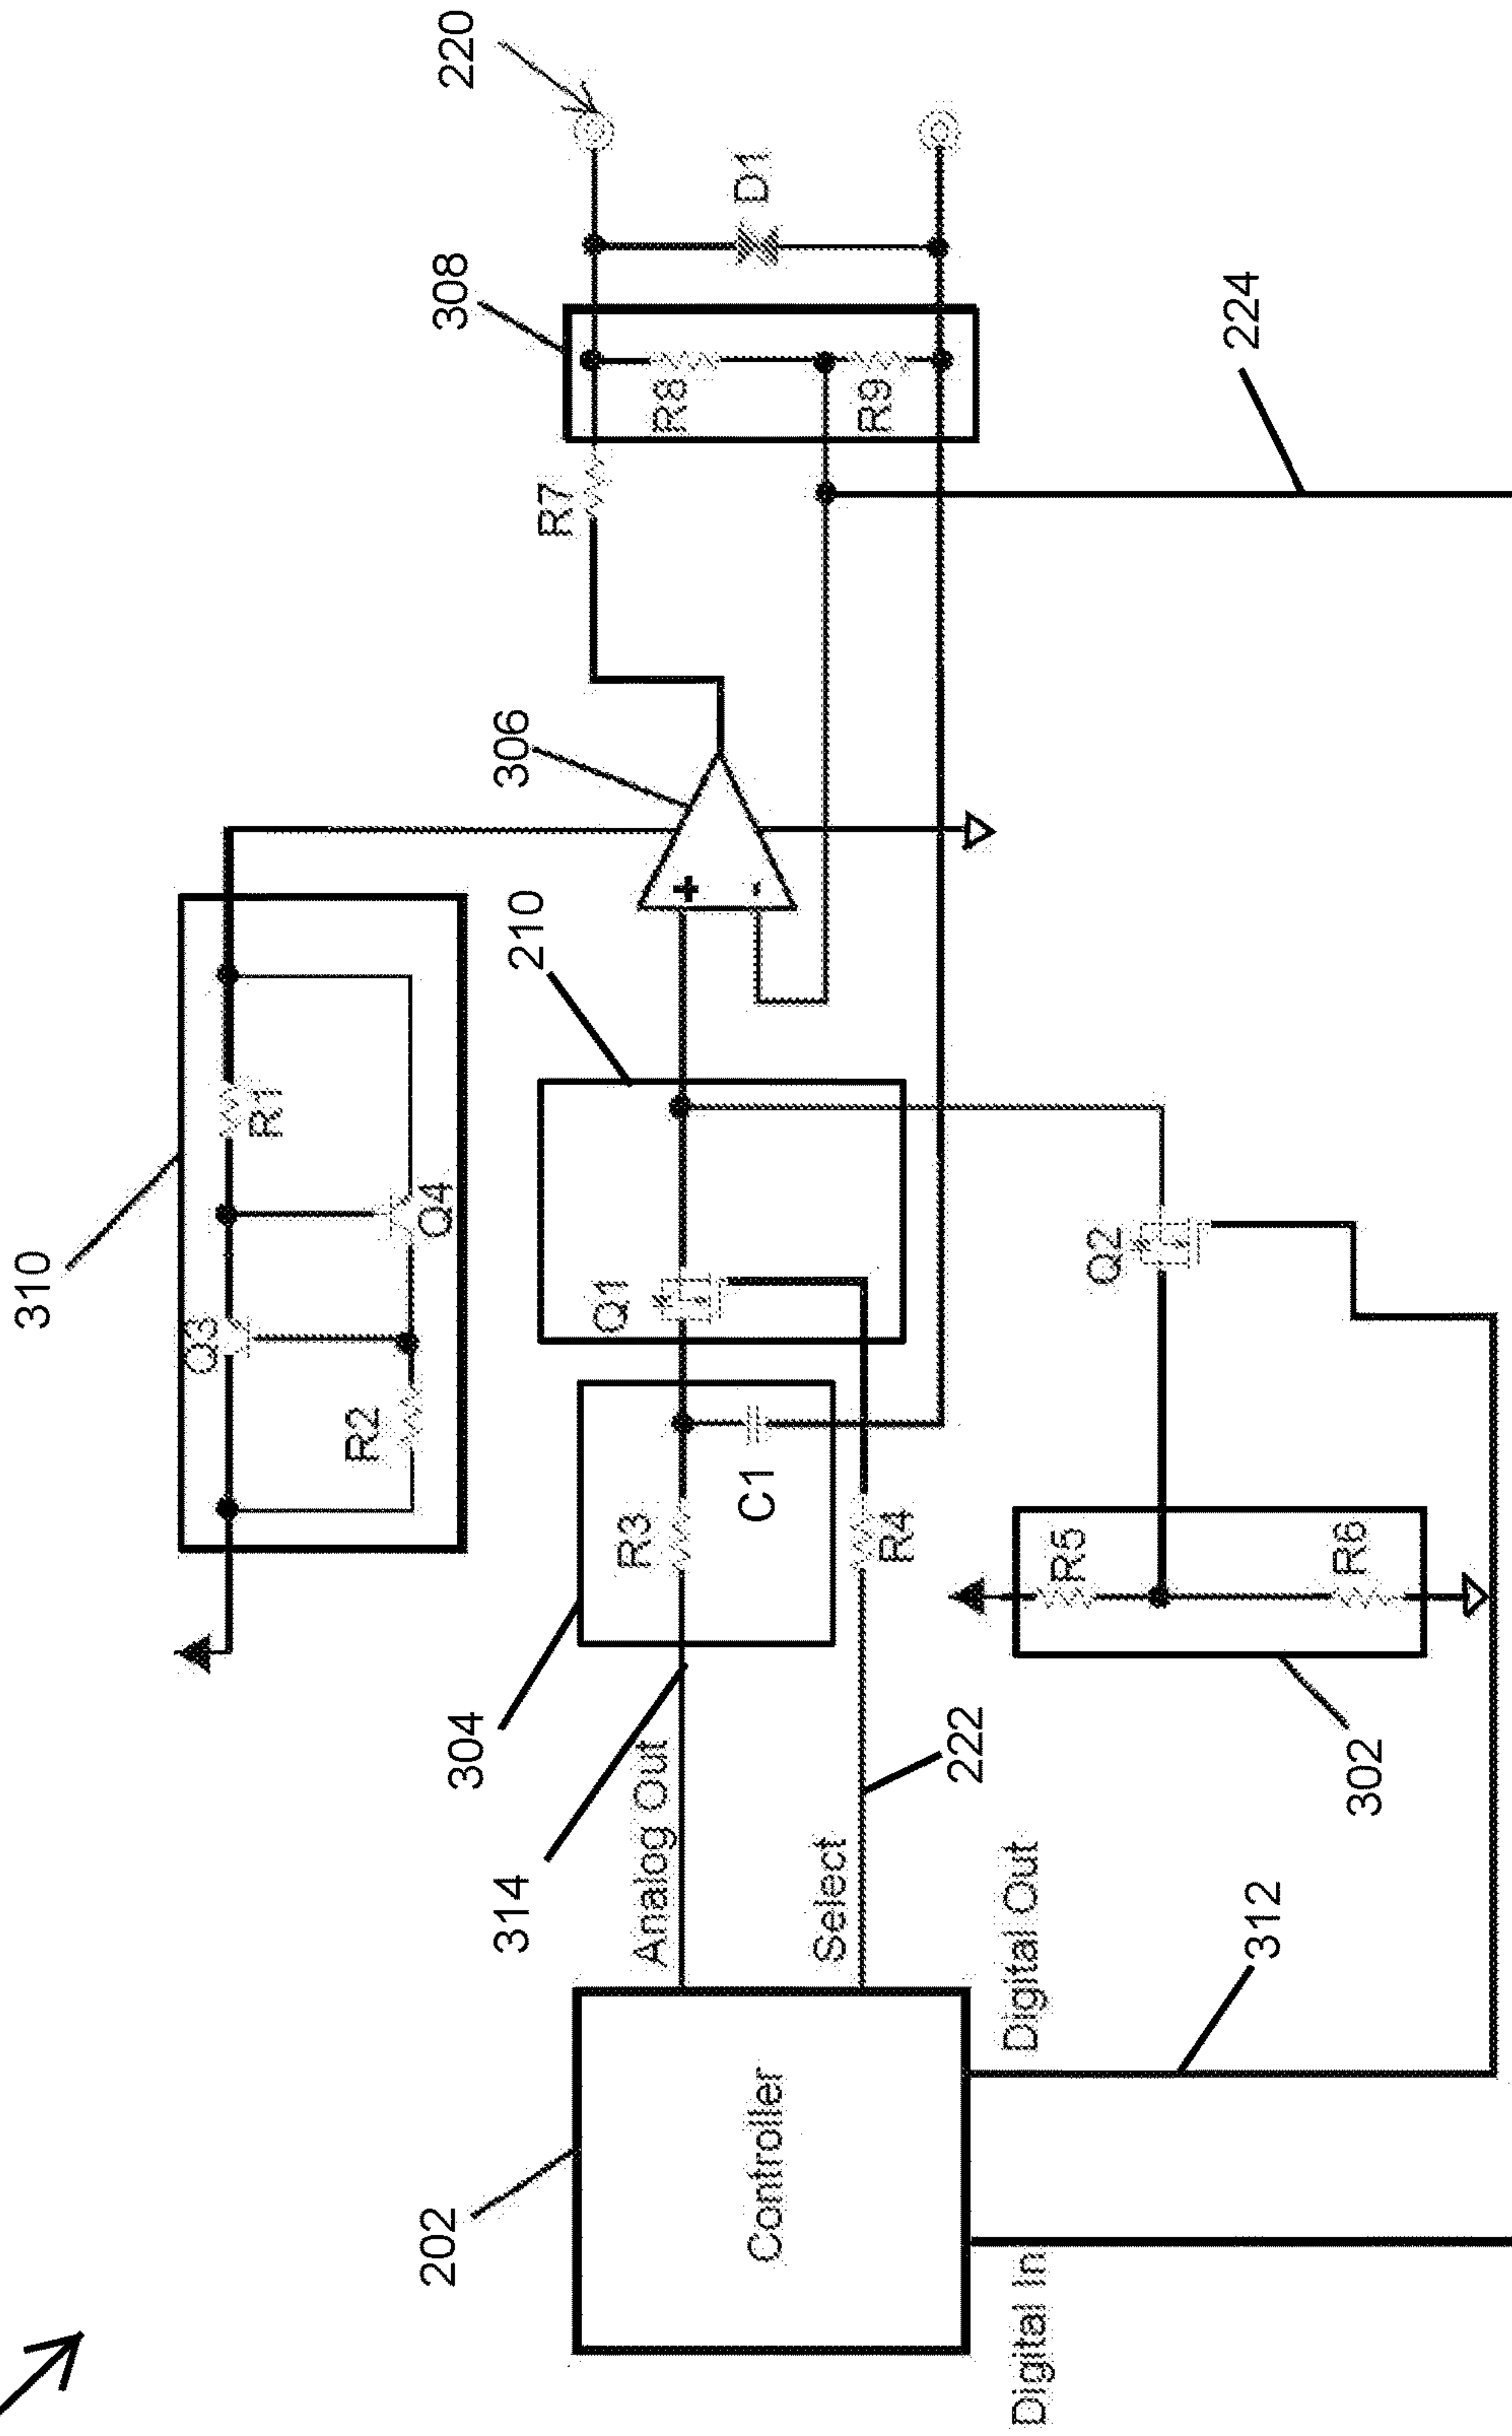 310
Q3
R1
R2
Q4
220
308
306
R7
D1
R8
R9
210
Q1
+
-
304
314
R3
C1
202
Analog Out
Controller
Select
R4
222
224
Q2
R5
R6
302
Digital In
Digital Out
312